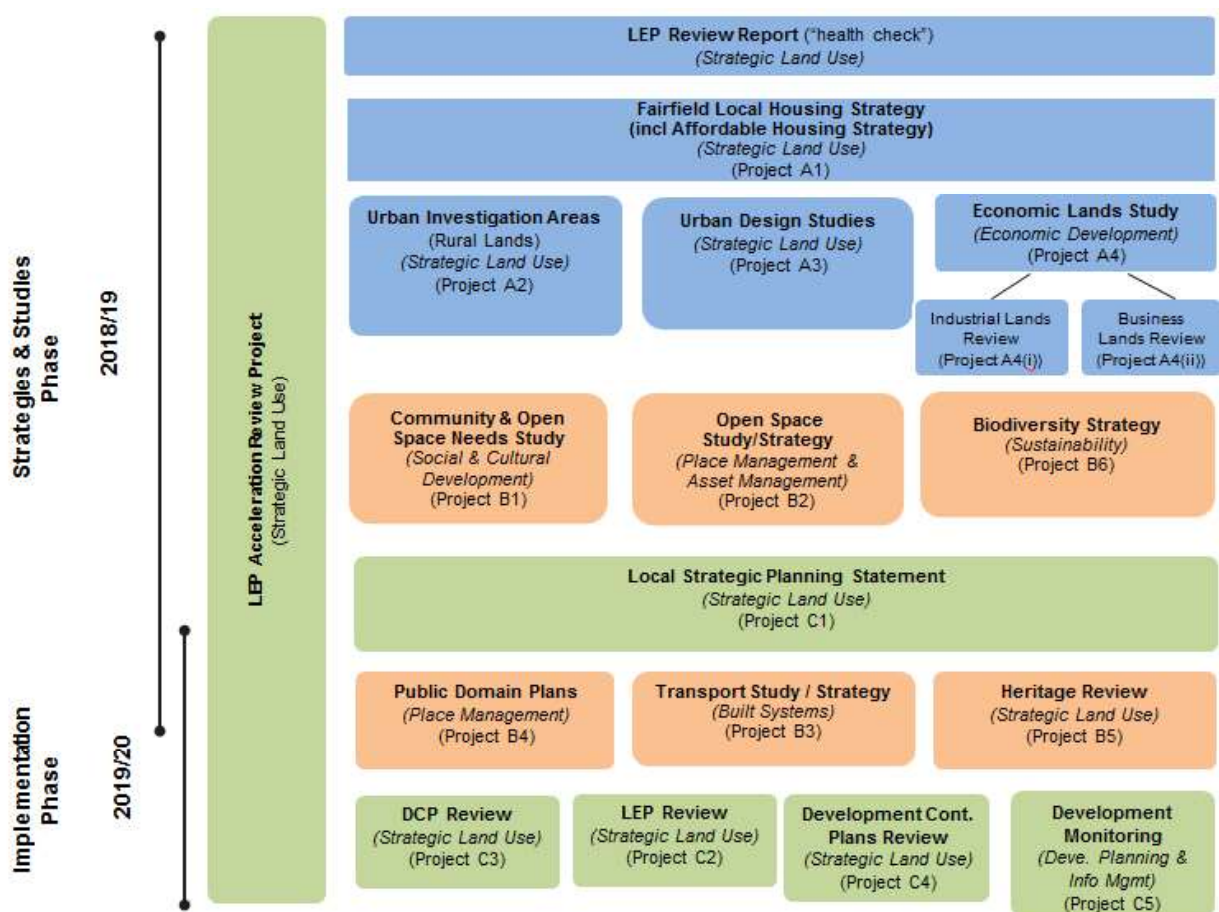 LEP Review Report ("health check")
(Strategic Land Use)
Fairfield Local Housing Strategy
(incl Affordable Housing Strategy)
(Strategic Land Use)
(Project A1)
Urban Investigation Areas
(Rural Lands)
(Strategic Land Use)
(Project A2)
Urban Design Studies
(Strategic Land Use)
(Project A3)
Economic Lands Study
(Economic Development)
(Project A4)
Industrial Lands
Review
(Project A4(i))
Business
Lands Review
(Project A4(ii))
Strategies & Studies
Phase
2018/19
LEP Acceleration Review Project
(Strategic Land Use)
Community & Open
Space Needs Study
(Social & Cultural
Development)
(Project B1)
Open Space
Study/Strategy
(Place Management &
Asset Management)
(Project B2)
Biodiversity Strategy
(Sustainability)
(Project B6)
Local Strategic Planning Statement
(Strategic Land Use)
(Project C1)
Implementation
Phase
2019/20
Public Domain Plans
(Place Management)
(Project B4)
Transport Study / Strategy
(Built Systems)
(Project B3)
Heritage Review
(Strategic Land Use)
(Project B5)
DCP Review
(Strategic Land Use)
(Project C3)
LEP Review
(Strategic Land Use)
(Project C2)
Development Cont.
Plans Review
(Strategic Land Use)
(Project C4)
Development
Monitoring
(Deve. Planning &
Info Mgmt)
(Project C5)